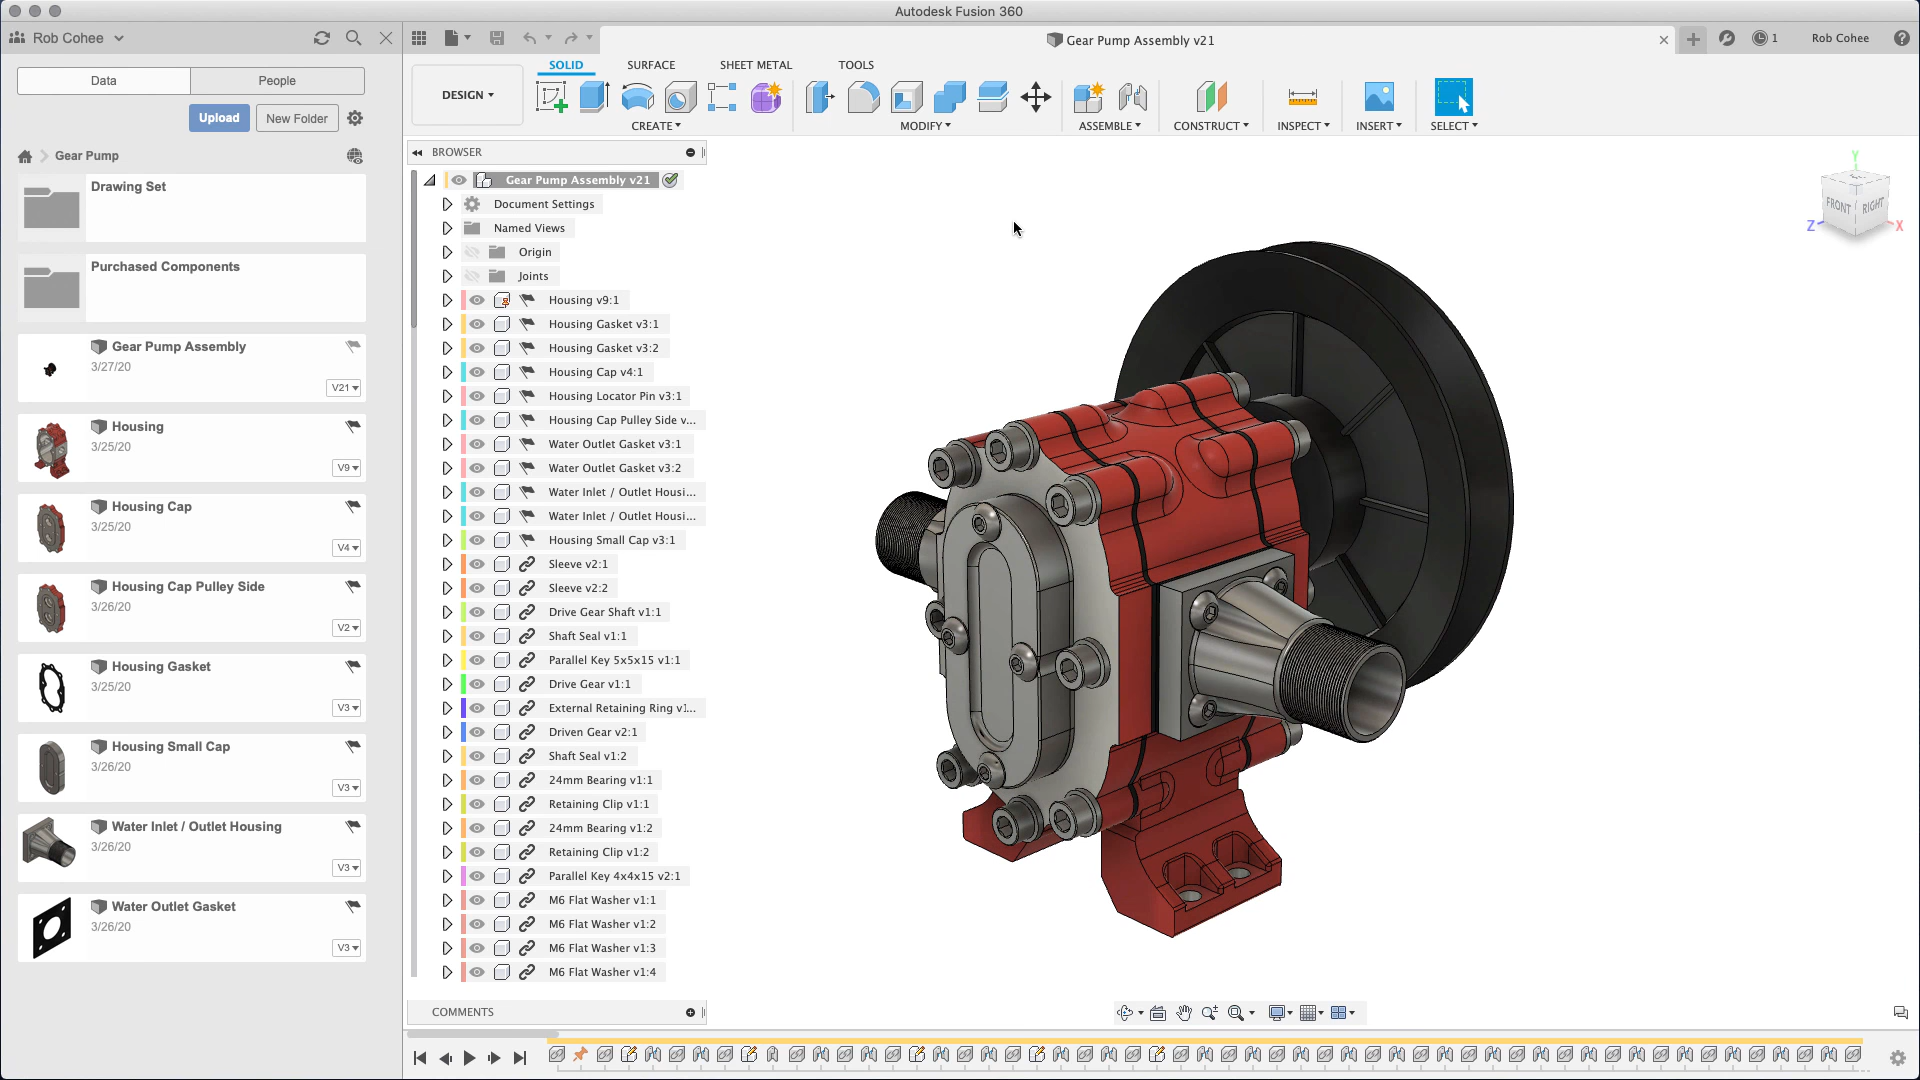 Autodesk Fusion 360
Rob Cohee
Gear Pump Assembly v21
1
Rob Cohee
Data
People
Upload
New Folder
Gear Pump
Drawing Set
Purchased Components
Gear Pump Assembly
3/27/20
V21
Housing
3/25/20
V9
Housing Cap
3/25/20
V4
Housing Cap Pulley Side
3/26/20
V2
Housing Gasket
3/25/20
V3
Housing Small Cap
3/26/20
V3
Water Inlet / Outlet Housing
3/26/20
V3
Water Outlet Gasket
3/26/20
V3
SOLID
SURFACE
SHEET METAL
TOOLS
DESIGN
CREATE
MODIFY
ASSEMBLE
CONSTRUCT
INSPECT
INSERT
SELECT
BROWSER
Gear Pump Assembly v21
Document Settings
Named Views
Origin
Joints
Housing v9:1
Housing Gasket v3:1
Housing Gasket v3:2
Housing Cap v4:1
Housing Locator Pin v3:1
Housing Cap Pulley Side v...
Water Outlet Gasket v3:1
Water Outlet Gasket v3:2
Water Inlet / Outlet Housi...
Water Inlet / Outlet Housi...
Housing Small Cap v3:1
Sleeve v2:1
Sleeve v2:2
Drive Gear Shaft v1:1
Shaft Seal v1:1
Parallel Key 5x5x15 v1:1
Drive Gear v1:1
External Retaining Ring v1...
Driven Gear v2:1
Shaft Seal v1:2
24mm Bearing v1:1
Retaining Clip v1:1
24mm Bearing v1:2
Retaining Clip v1:2
Parallel Key 4x4x15 v2:1
M6 Flat Washer v1:1
M6 Flat Washer v1:2
M6 Flat Washer v1:3
M6 Flat Washer v1:4
COMMENTS
Y
FRONT
RIGHT
Z
X